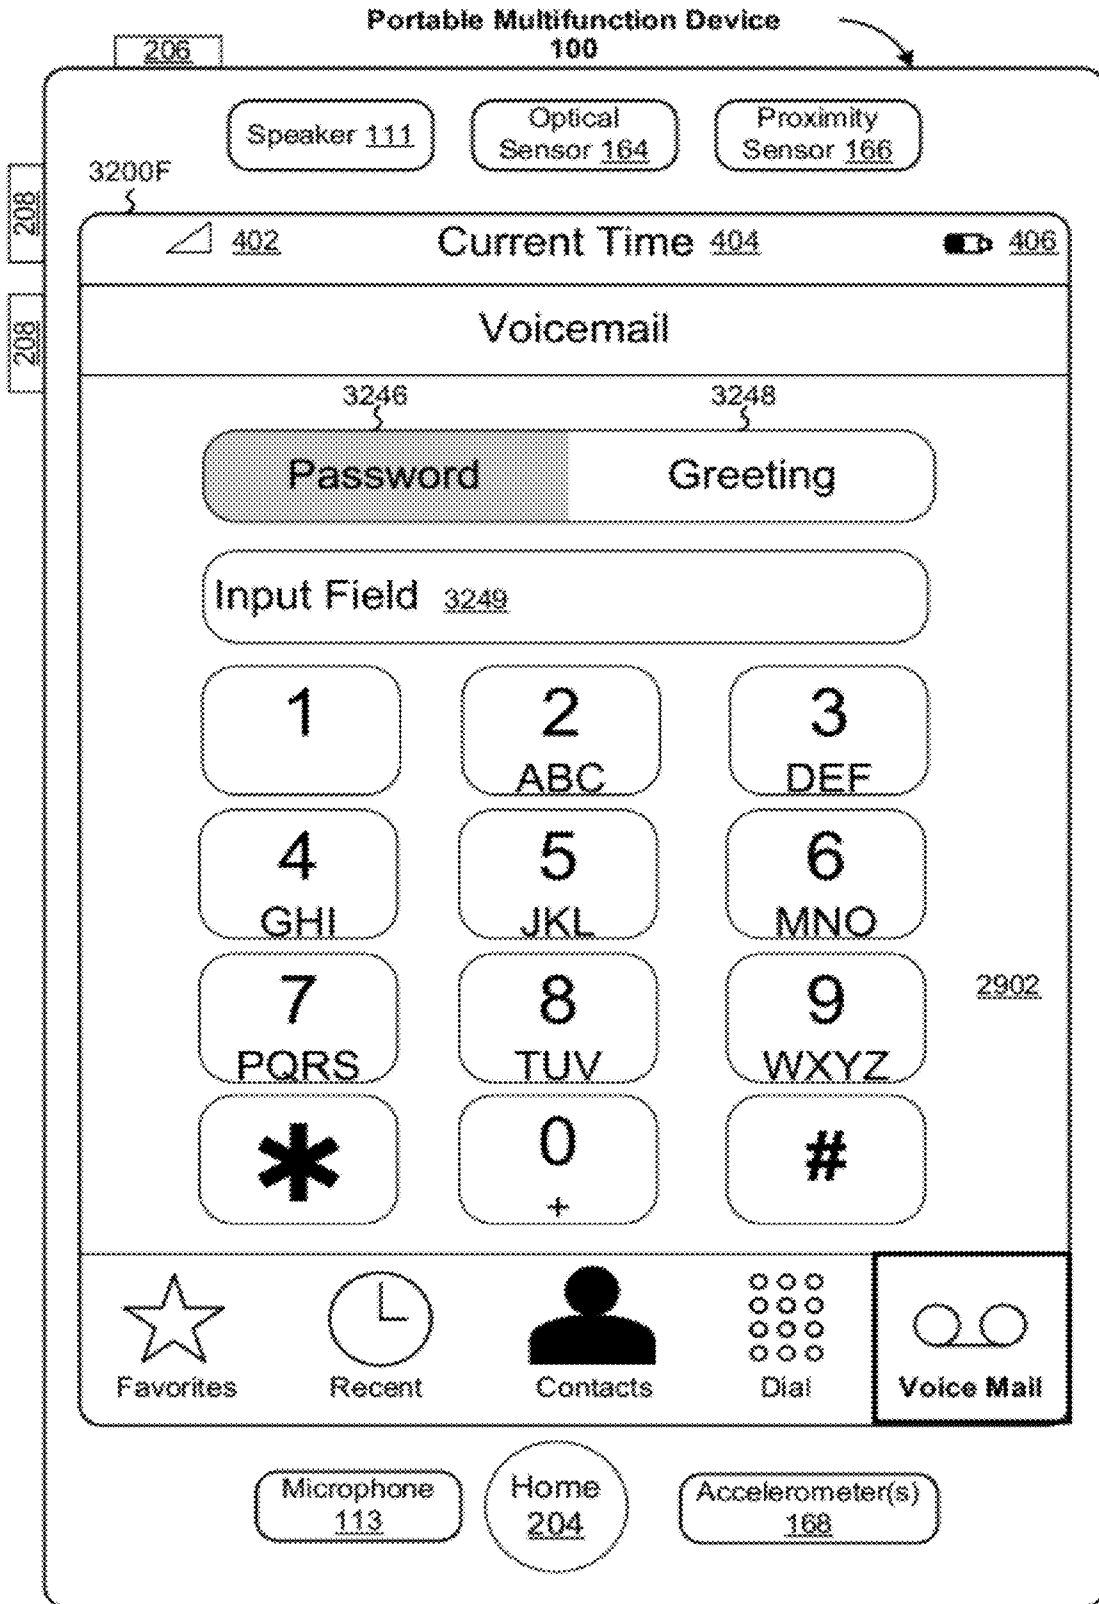 Portable Multifunction Device
100
206
Speaker 111
Optical
Sensor 164
Proximity
Sensor 166
208
3200F
402
Current Time 404
406
208
Voicemail
3246
3248
Password
Greeting
Input Field 3249
1
2
ABC
3
DEF
4
GHI
5
JKL
6
MNO
7
PQRS
8
TUV
9
WXYZ
2902
*
0
+
#
Favorites
Recent
Contacts
Dial
Voice Mail
Microphone
113
Home
204
Accelerometer(s)
168